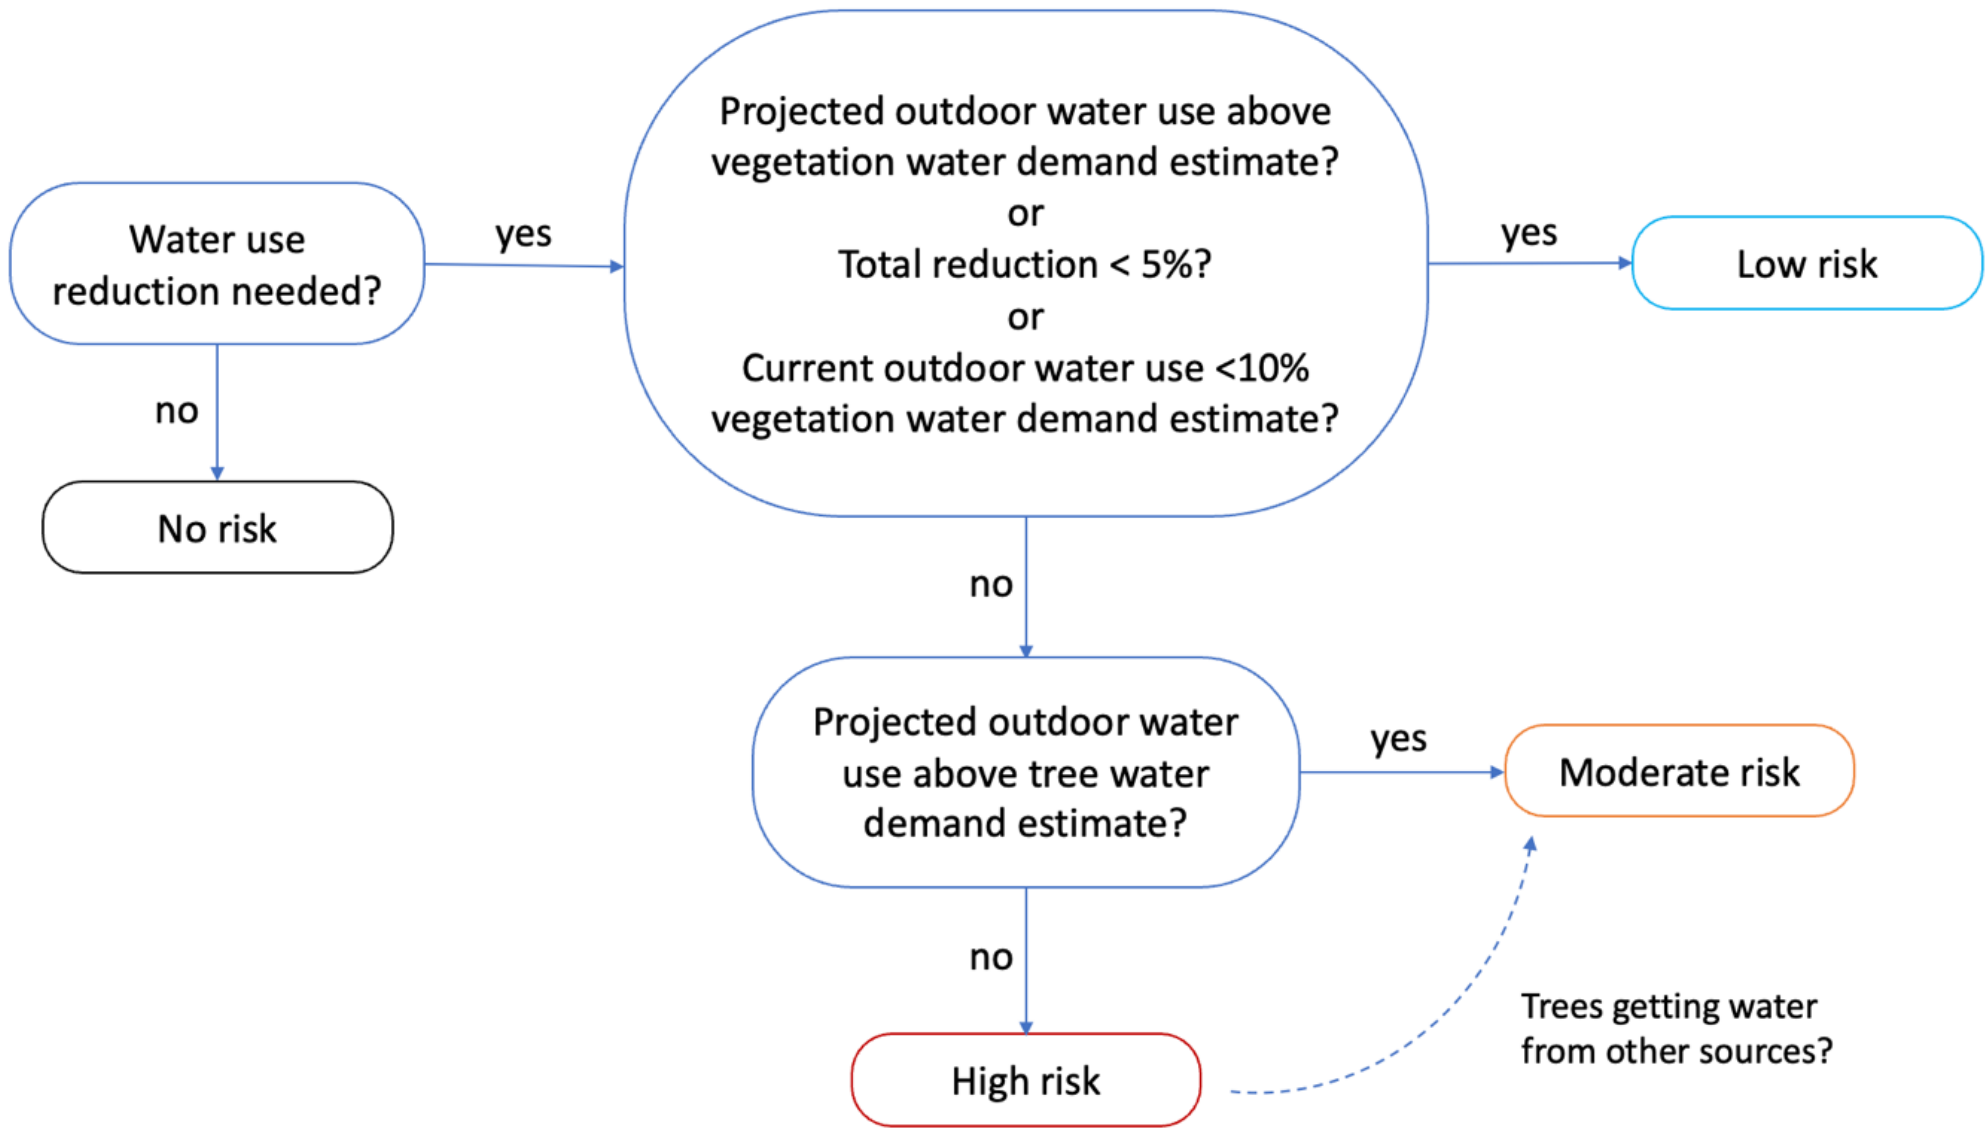 Water use
reduction needed?
yes
no
No risk
Projected outdoor water use above
vegetation water demand estimate?
or
Total reduction < 5%?
or
Current outdoor water use <10%
vegetation water demand estimate?
yes
Low risk
no
Projected outdoor water
use above tree water
demand estimate?
yes
Moderate risk
no
High risk
Trees getting water
from other sources?